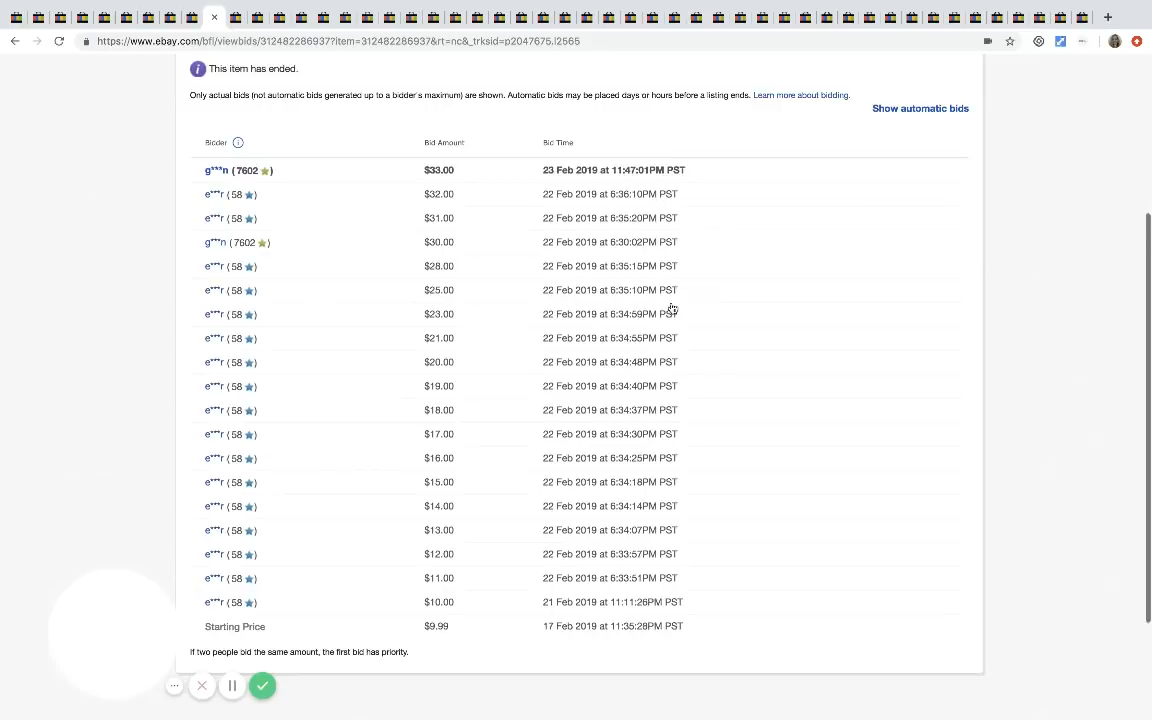 https://www.ebay.com/bfl/viewbids/312482286937?item=312482286937&rt=nc&_trksid=p2047675.l2565
This item has ended.
Only actual bids (not automatic bids generated up to a bidder's maximum) are shown. Automatic bids may be placed days or hours before a listing ends. Learn more about bidding.
Show automatic bids
Bidder Bid Amount Bid Time
g***n (7602) $33.00 23 Feb 2019 at 11:47:01PM PST
e***r (58) $32.00 22 Feb 2019 at 6:36:10PM PST
e***r (58) $31.00 22 Feb 2019 at 6:35:20PM PST
g***n (7602) $30.00 22 Feb 2019 at 6:30:02PM PST
e***r (58) $28.00 22 Feb 2019 at 6:35:15PM PST
e***r (58) $25.00 22 Feb 2019 at 6:35:10PM PST
e***r (58) $23.00 22 Feb 2019 at 6:34:59PM PST
e***r (58) $21.00 22 Feb 2019 at 6:34:55PM PST
e***r (58) $20.00 22 Feb 2019 at 6:34:48PM PST
e***r (58) $19.00 22 Feb 2019 at 6:34:40PM PST
e***r (58) $18.00 22 Feb 2019 at 6:34:37PM PST
e***r (58) $17.00 22 Feb 2019 at 6:34:30PM PST
e***r (58) $16.00 22 Feb 2019 at 6:34:25PM PST
e***r (58) $15.00 22 Feb 2019 at 6:34:18PM PST
e***r (58) $14.00 22 Feb 2019 at 6:34:14PM PST
e***r (58) $13.00 22 Feb 2019 at 6:34:07PM PST
e***r (58) $12.00 22 Feb 2019 at 6:33:57PM PST
e***r (58) $11.00 22 Feb 2019 at 6:33:51PM PST
e***r (58) $10.00 21 Feb 2019 at 11:11:26PM PST
Starting Price $9.99 17 Feb 2019 at 11:35:28PM PST
If two people bid the same amount, the first bid has priority.